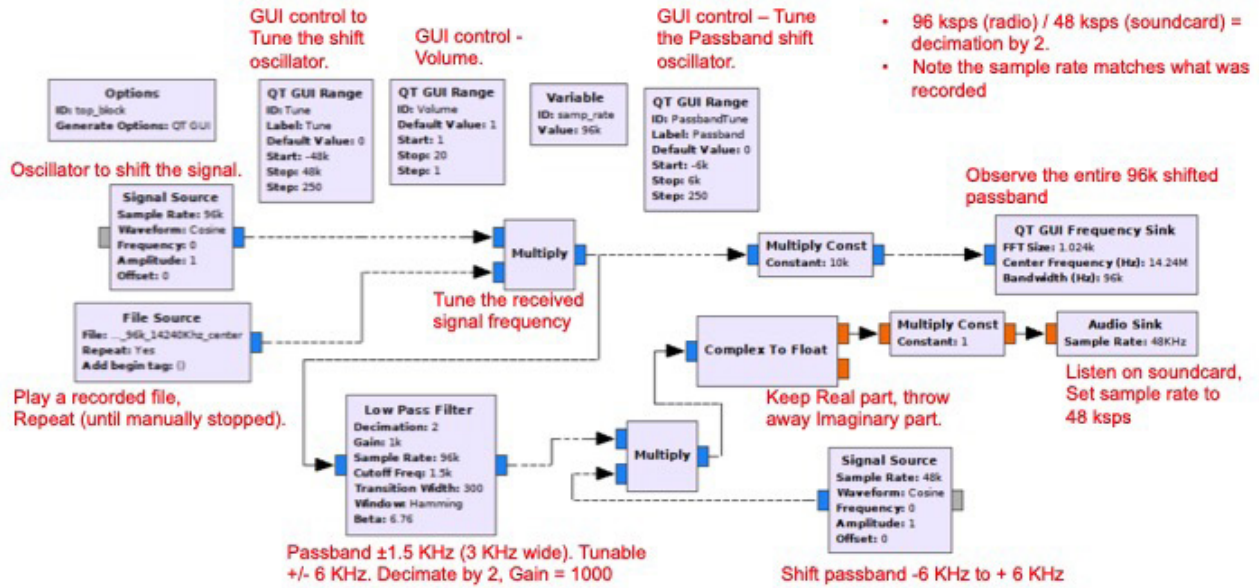 GUI control to
Tune the shift
oscillator.
GUI control -
Volume.
GUI control – Tune
the Passband shift
oscillator.
• 96 ksps (radio) / 48 ksps (soundcard) =
decimation by 2.
• Note the sample rate matches what was
recorded
Options
ID: top_block
Generate Options: QT GUI
QT GUI Range
ID: Tune
Label: Tune
Default Value: 0
Start: -48k
Stop: 48k
Step: 250
QT GUI Range
ID: Volume
Default Value: 1
Start: 1
Stop: 20
Step: 1
Variable
ID: samp_rate
Value: 96k
QT GUI Range
ID: PassbandTune
Label: Passband
Default Value: 0
Start: -6k
Stop: 6k
Step: 250
Oscillator to shift the signal.
Signal Source
Sample Rate: 96k
Waveform: Cosine
Frequency: 0
Amplitude: 1
Offset: 0
Multiply
Multiply Const
Constant: 10k
Observe the entire 96k shifted
passband
QT GUI Frequency Sink
FFT Size: 1.024k
Center Frequency (Hz): 14.24M
Bandwidth (Hz): 96k
Tune the received
signal frequency
File Source
File: ..._96k_14240Khz_center
Repeat: Yes
Add begin tag: ()
Play a recorded file,
Repeat (until manually stopped).
Complex To Float
Multiply Const
Constant: 1
Audio Sink
Sample Rate: 48KHz
Keep Real part, throw
away Imaginary part.
Listen on soundcard,
Set sample rate to
48 ksps
Low Pass Filter
Decimation: 2
Gain: 1k
Sample Rate: 96k
Cutoff Freq: 1.5k
Transition Width: 300
Window: Hamming
Beta: 6.76
Multiply
Signal Source
Sample Rate: 48k
Waveform: Cosine
Frequency: 0
Amplitude: 1
Offset: 0
Passband ±1.5 KHz (3 KHz wide). Tunable
+/- 6 KHz. Decimate by 2, Gain = 1000
Shift passband -6 KHz to + 6 KHz